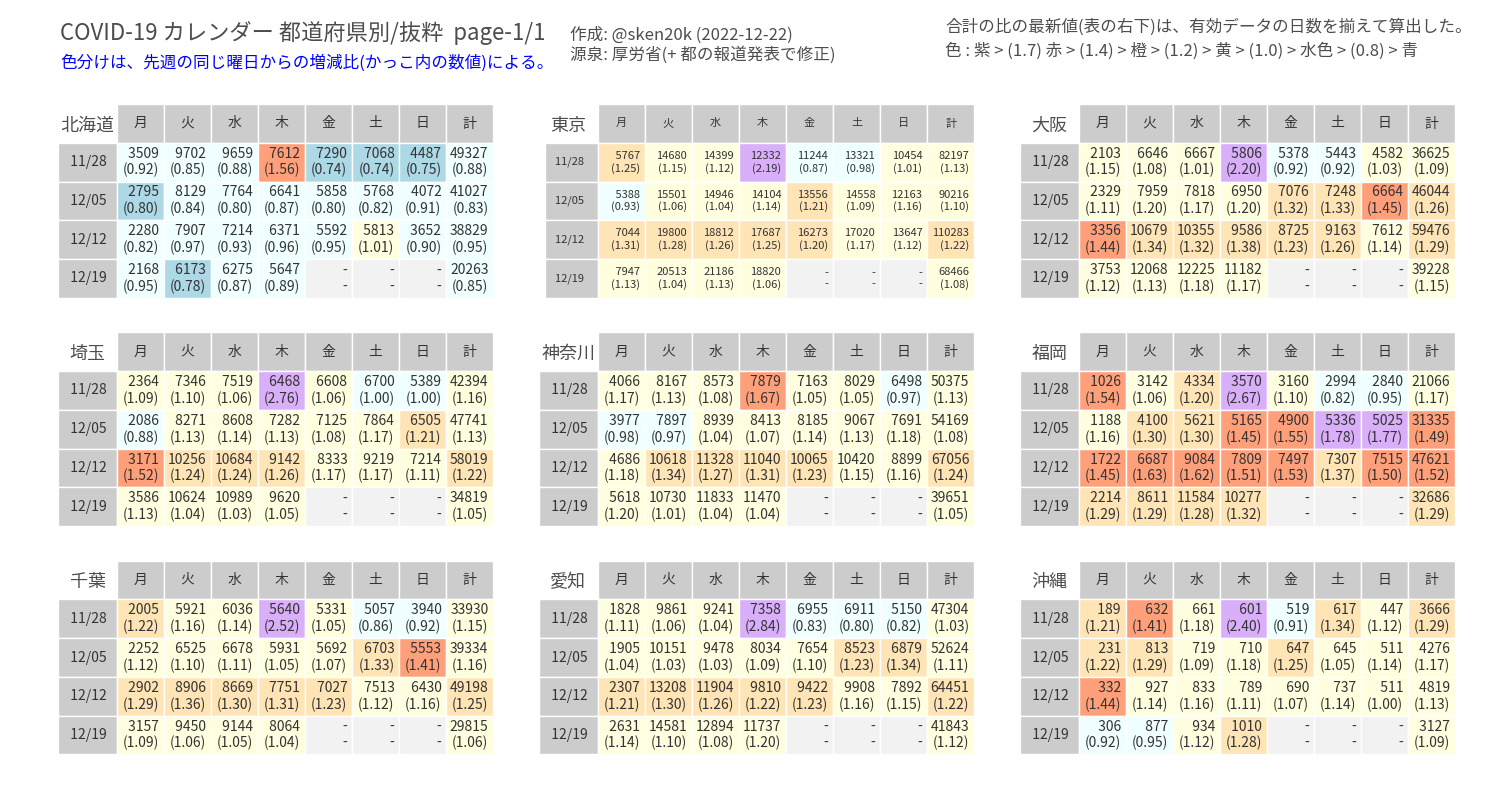 COVID-19 カレンダー 都道府県別/抜粋 page-1/1
色分けは、先週の同じ曜日からの増減比(かっこ内の数値)による。
作成: @sken20k (2022-12-22)
源泉: 厚労省(+ 都の報道発表で修正)
合計の比の最新値(表の右下)は、有効データの日数を揃えて算出した。
色 : 紫 > (1.7) 赤 > (1.4) > 橙 > (1.2) > 黄 > (1.0) > 水色 > (0.8) > 青
北海道 月 火 水 木 金 土 日 計
11/28 3509 9702 9659 7612 7290 7068 4487 49327
(0.92) (0.85) (0.88) (1.56) (0.74) (0.74) (0.75) (0.88)
12/05 2795 8129 7764 6641 5858 5768 4072 41027
(0.80) (0.84) (0.80) (0.87) (0.80) (0.82) (0.91) (0.83)
12/12 2280 7907 7214 6371 5592 5813 3652 38829
(0.82) (0.97) (0.93) (0.96) (0.95) (1.01) (0.90) (0.95)
12/19 2168 6173 6275 5647 - - - 20263
(0.95) (0.78) (0.87) (0.89) - - - (0.85)
東京 月 火 水 木 金 土 日 計
11/28 5767 14680 14399 12332 11244 13321 10454 82197
(1.25) (1.15) (1.12) (2.19) (0.87) (0.98) (1.01) (1.13)
12/05 5388 15501 14946 14104 13556 14558 12163 90216
(0.93) (1.06) (1.04) (1.14) (1.21) (1.09) (1.16) (1.10)
12/12 7044 19800 18812 17687 16273 17020 13647 110283
(1.31) (1.28) (1.26) (1.25) (1.20) (1.17) (1.12) (1.22)
12/19 7947 20513 21186 18820 - - - 68466
(1.13) (1.04) (1.13) (1.06) - - - (1.08)
大阪 月 火 水 木 金 土 日 計
11/28 2103 6646 6667 5806 5378 5443 4582 36625
(1.15) (1.08) (1.01) (2.20) (0.92) (0.92) (1.03) (1.09)
12/05 2329 7959 7818 6950 7076 7248 6664 46044
(1.11) (1.20) (1.17) (1.20) (1.32) (1.33) (1.45) (1.26)
12/12 3356 10679 10355 9586 8725 9163 7612 59476
(1.44) (1.34) (1.32) (1.38) (1.23) (1.26) (1.14) (1.29)
12/19 3753 12068 12225 11182 - - - 39228
(1.12) (1.13) (1.18) (1.17) - - - (1.15)
埼玉 月 火 水 木 金 土 日 計
11/28 2364 7346 7519 6468 6608 6700 5389 42394
(1.09) (1.10) (1.06) (2.76) (1.06) (1.00) (1.00) (1.16)
12/05 2086 8271 8608 7282 7125 7864 6505 47741
(0.88) (1.13) (1.14) (1.13) (1.08) (1.17) (1.21) (1.13)
12/12 3171 10256 10684 9142 8333 9219 7214 58019
(1.52) (1.24) (1.24) (1.26) (1.17) (1.17) (1.11) (1.22)
12/19 3586 10624 10989 9620 - - - 34819
(1.13) (1.04) (1.03) (1.05) - - - (1.05)
神奈川 月 火 水 木 金 土 日 計
11/28 4066 8167 8573 7879 7163 8029 6498 50375
(1.17) (1.13) (1.08) (1.67) (1.05) (1.05) (0.97) (1.13)
12/05 3977 7897 8939 8413 8185 9067 7691 54169
(0.98) (0.97) (1.04) (1.07) (1.14) (1.13) (1.18) (1.08)
12/12 4686 10618 11328 11040 10065 10420 8899 67056
(1.18) (1.34) (1.27) (1.31) (1.23) (1.15) (1.16) (1.24)
12/19 5618 10730 11833 11470 - - - 39651
(1.20) (1.01) (1.04) (1.04) - - - (1.05)
福岡 月 火 水 木 金 土 日 計
11/28 1026 3142 4334 3570 3160 2994 2840 21066
(1.54) (1.06) (1.20) (2.67) (1.10) (0.82) (0.95) (1.17)
12/05 1188 4100 5621 5165 4900 5336 5025 31335
(1.16) (1.30) (1.30) (1.45) (1.55) (1.78) (1.77) (1.49)
12/12 1722 6687 9084 7809 7497 7307 7515 47621
(1.45) (1.63) (1.62) (1.51) (1.53) (1.37) (1.50) (1.52)
12/19 2214 8611 11584 10277 - - - 32686
(1.29) (1.29) (1.28) (1.32) - - - (1.29)
千葉 月 火 水 木 金 土 日 計
11/28 2005 5921 6036 5640 5331 5057 3940 33930
(1.22) (1.16) (1.14) (2.52) (1.05) (0.86) (0.92) (1.15)
12/05 2252 6525 6678 5931 5692 6703 5553 39334
(1.12) (1.10) (1.11) (1.05) (1.07) (1.33) (1.41) (1.16)
12/12 2902 8906 8669 7751 7027 7513 6430 49198
(1.29) (1.36) (1.30) (1.31) (1.23) (1.12) (1.16) (1.25)
12/19 3157 9450 9144 8064 - - - 29815
(1.09) (1.06) (1.05) (1.04) - - - (1.06)
愛知 月 火 水 木 金 土 日 計
11/28 1828 9861 9241 7358 6955 6911 5150 47304
(1.11) (1.06) (1.04) (2.84) (0.83) (0.80) (0.82) (1.03)
12/05 1905 10151 9478 8034 7654 8523 6879 52624
(1.04) (1.03) (1.03) (1.09) (1.10) (1.23) (1.34) (1.11)
12/12 2307 13208 11904 9810 9422 9908 7892 64451
(1.21) (1.30) (1.26) (1.22) (1.23) (1.16) (1.15) (1.22)
12/19 2631 14581 12894 11737 - - - 41843
(1.14) (1.10) (1.08) (1.20) - - - (1.12)
沖縄 月 火 水 木 金 土 日 計
11/28 189 632 661 601 519 617 447 3666
(1.21) (1.41) (1.18) (2.40) (0.91) (1.34) (1.12) (1.29)
12/05 231 813 719 710 647 645 511 4276
(1.22) (1.29) (1.09) (1.18) (1.25) (1.05) (1.14) (1.17)
12/12 332 927 833 789 690 737 511 4819
(1.44) (1.14) (1.16) (1.11) (1.07) (1.14) (1.00) (1.13)
12/19 306 877 934 1010 - - - 3127
(0.92) (0.95) (1.12) (1.28) - - - (1.09)